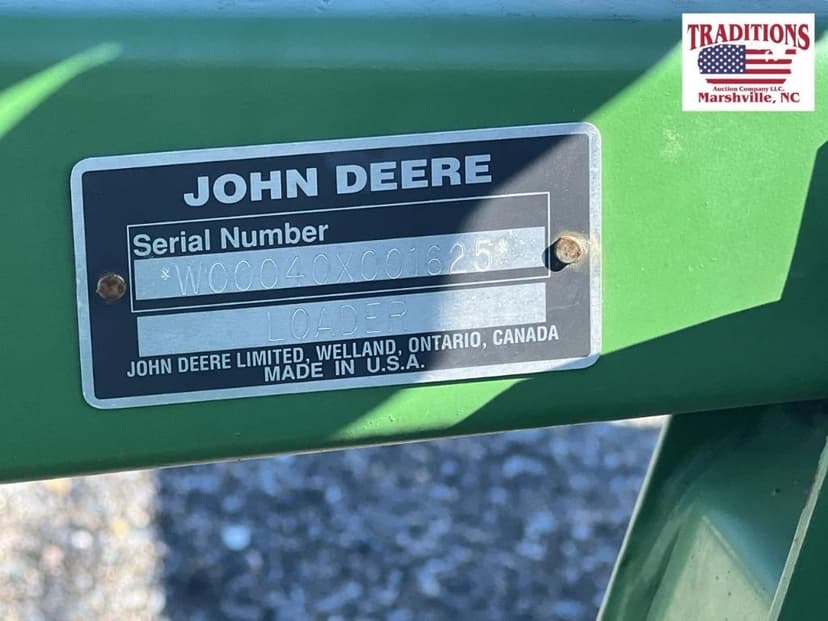 TRADITIONS
Auction Company LLC.
Marshville, NC
JOHN DEERE
Serial Number
*W00040X001625*
LOADER
JOHN DEERE LIMITED, WELLAND, ONTARIO, CANADA
MADE IN U.S.A.